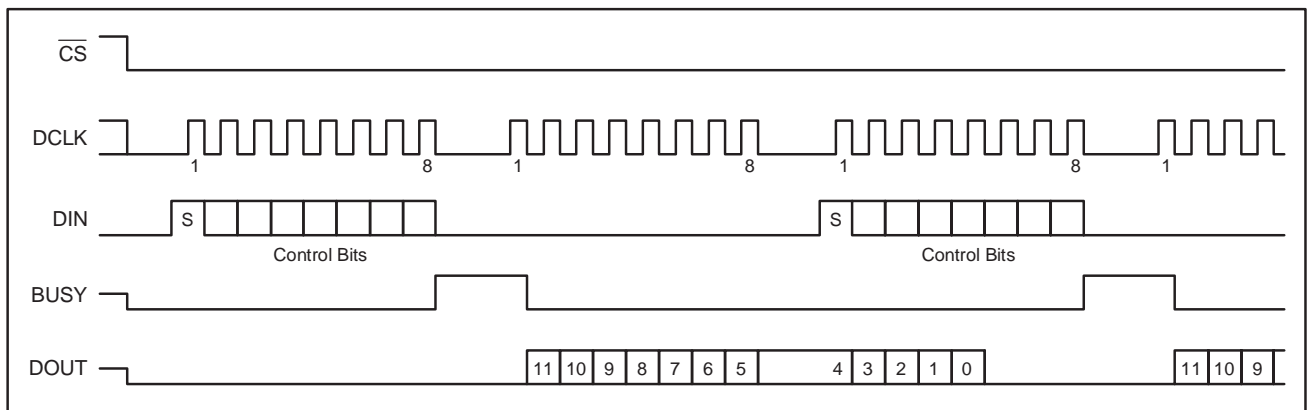 CS
DCLK
1 8 1 8 1 8 1
DIN
S S
Control Bits Control Bits
BUSY
DOUT
11 10 9 8 7 6 5 4 3 2 1 0 11 10 9